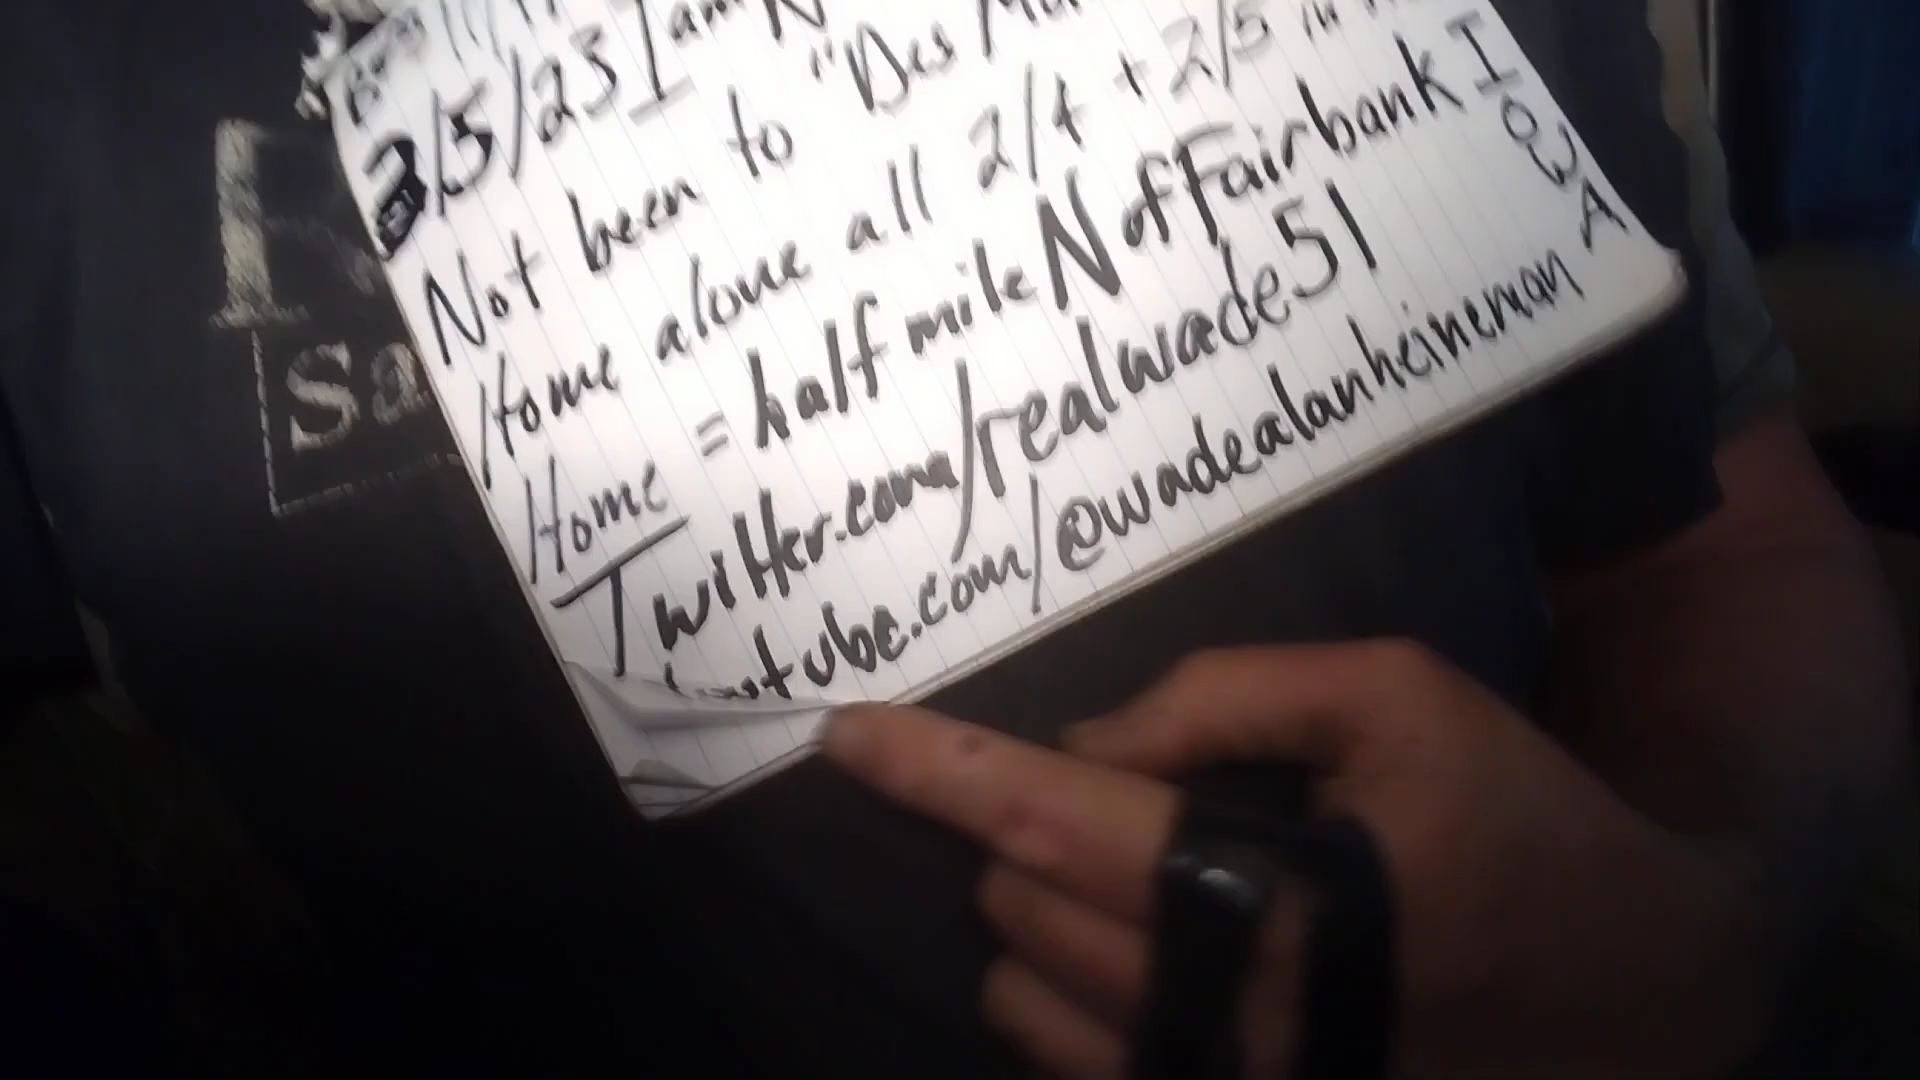 2/5/23 I am N
Not been to "Des
Home alone all 2/4 + 2/5 in
Home = half mile N of Fairbank IOWA
Twitter.com/realwade51
tube.com/@wadealanheineman
Sa